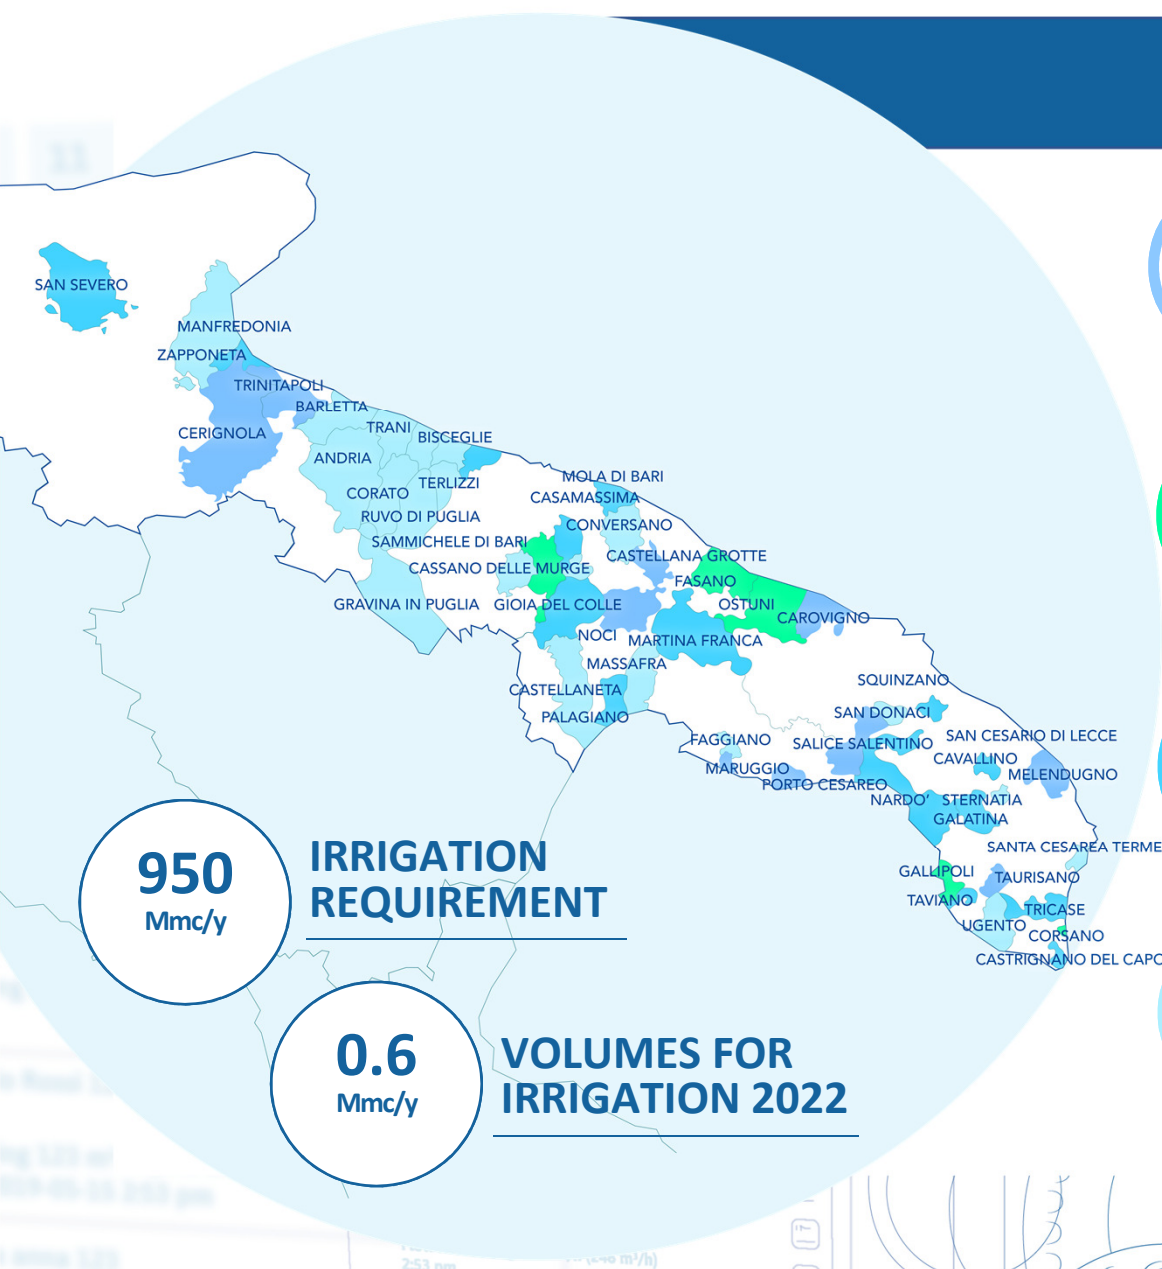 11
SAN SEVERO
MANFREDONIA
ZAPPONETA
TRINITAPOLI
BARLETTA
TRANI
CERIGNOLA
BISCEGLIE
ANDRIA
MOLA DI BARI
TERLIZZI
CORATO
CASAMASSIMA
RUVO DI PUGLIA
CONVERSANO
SAMMICHELE DI BARI
CASTELLANA GROTTE
CASSANO DELLE MURGE
FASANO
GRAVINA IN PUGLIA
GIOIA DEL COLLE
OSTUNI
CAROVIGNO
NOCI
MARTINA FRANCA
MASSAFRA
SQUINZANO
CASTELLANETA
SAN DONACI
PALAGIANO
SAN CESARIO DI LECCE
FAGGIANO
SALICE SALENTINO
CAVALLINO
MARUGGIO
MELENDUGNO
PORTO CESAREO
NARDO’
STERNATIA
GALATINA
SANTA CESAREA TERME
GALLIPOLI
TAURISANO
TAVIANO
TRICASE
UGENTO
CORSANO
CASTRIGNANO DEL CAPO
950
Mmc/y
IRRIGATION
REQUIREMENT
0.6
Mmc/y
VOLUMES FOR
IRRIGATION 2022
2:53 pm